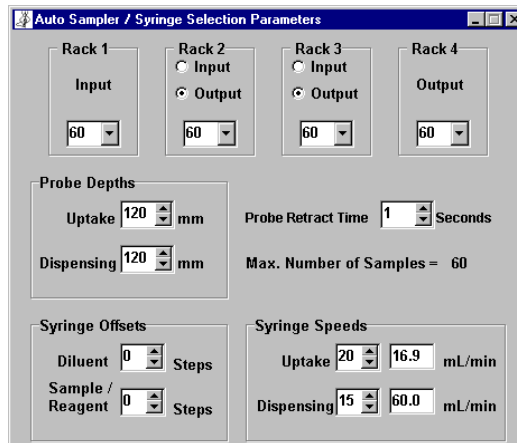 Auto Sampler / Syringe Selection Parameters
Rack 1 Rack 2 Rack 3 Rack 4
Input Input
Input Output
Output Output
60 60 60 60
Probe Depths
Uptake 120 mm Probe Retract Time 1 Seconds
Dispensing 120 mm Max. Number of Samples = 60
Syringe Offsets Syringe Speeds
Diluent 0 Steps Uptake 20 16.9 mL/min
Sample /
Reagent 0 Steps Dispensing 15 60.0 mL/min